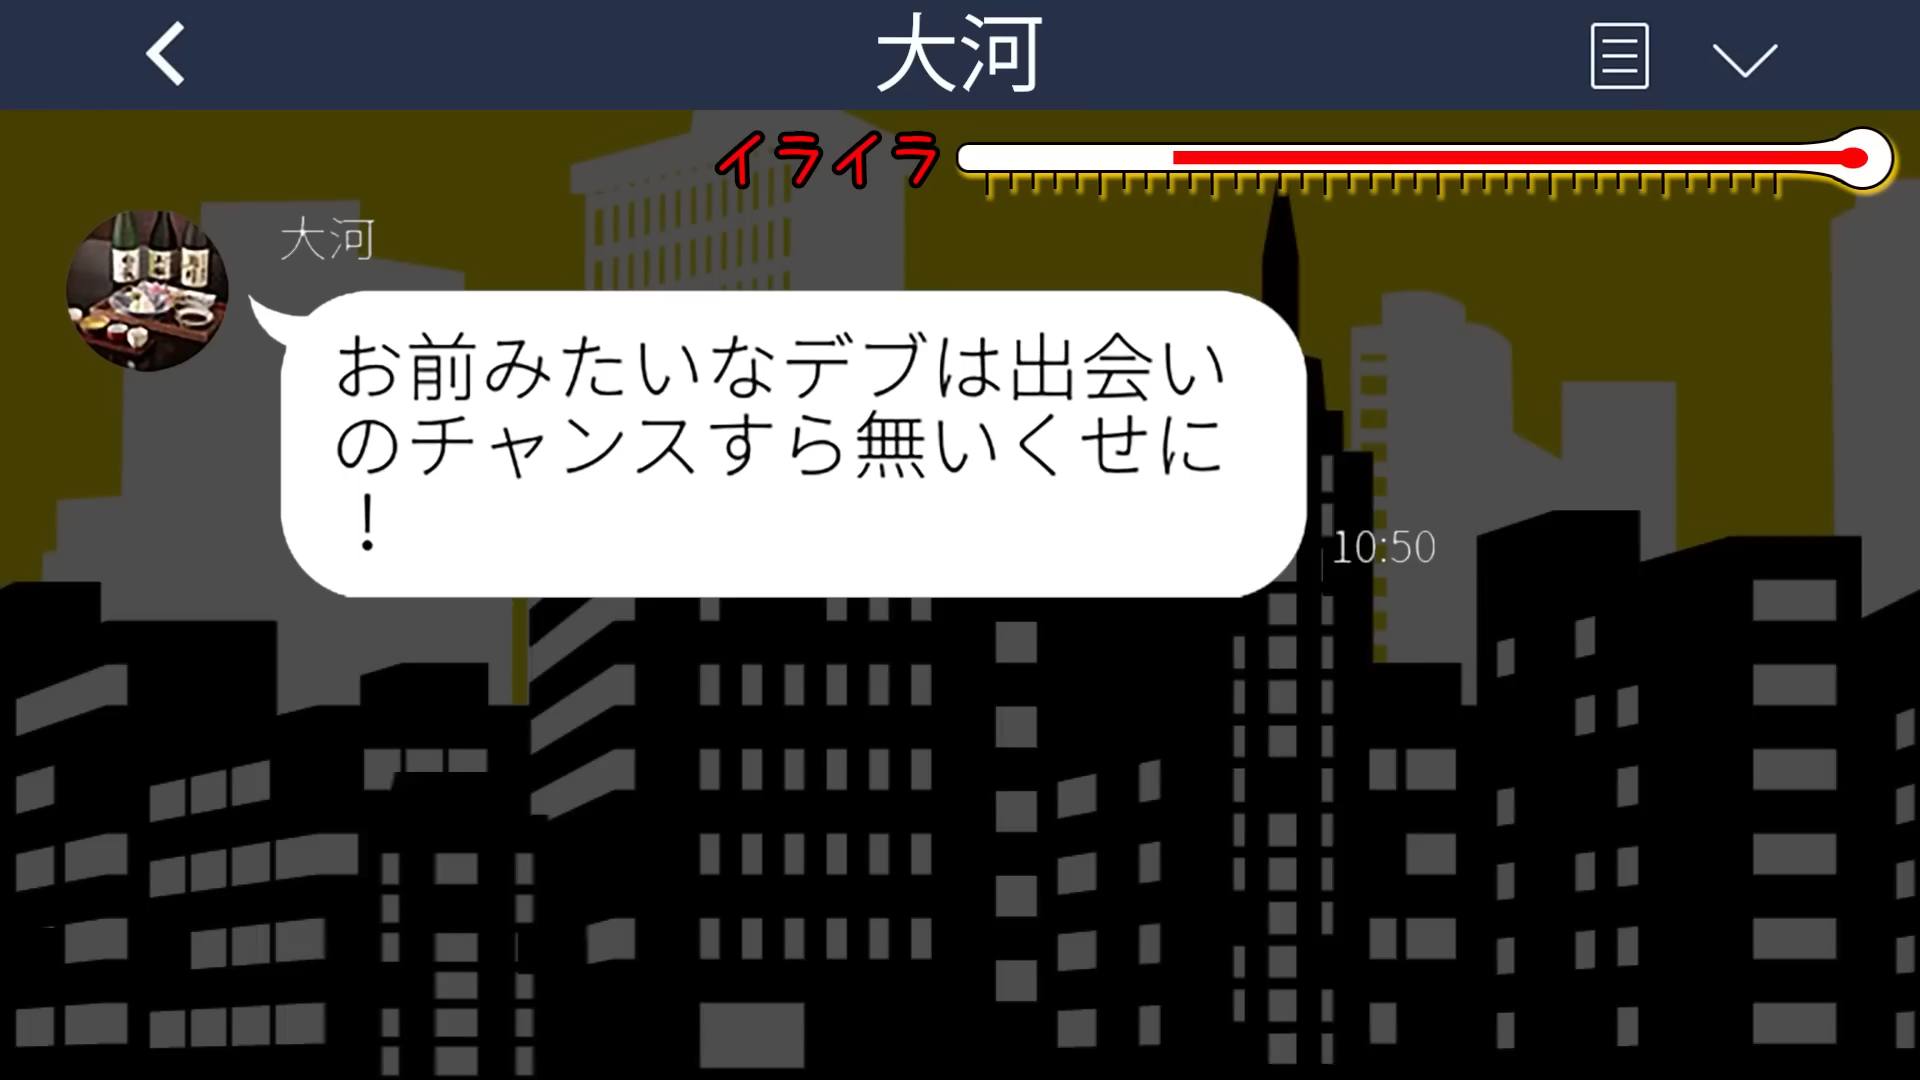 大河
イライラ
大河
お前みたいなデブは出会い
のチャンスすら無いくせに
！
10:50